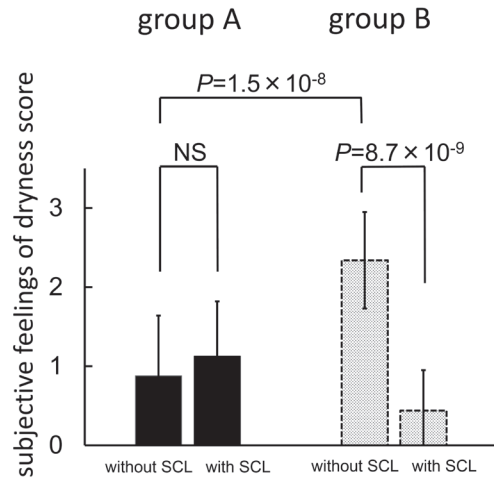 group A group B
P=1.5×10⁻⁸
NS
P=8.7×10⁻⁹
subjective feelings of dryness score
3
2
1
0
without SCL with SCL without SCL with SCL